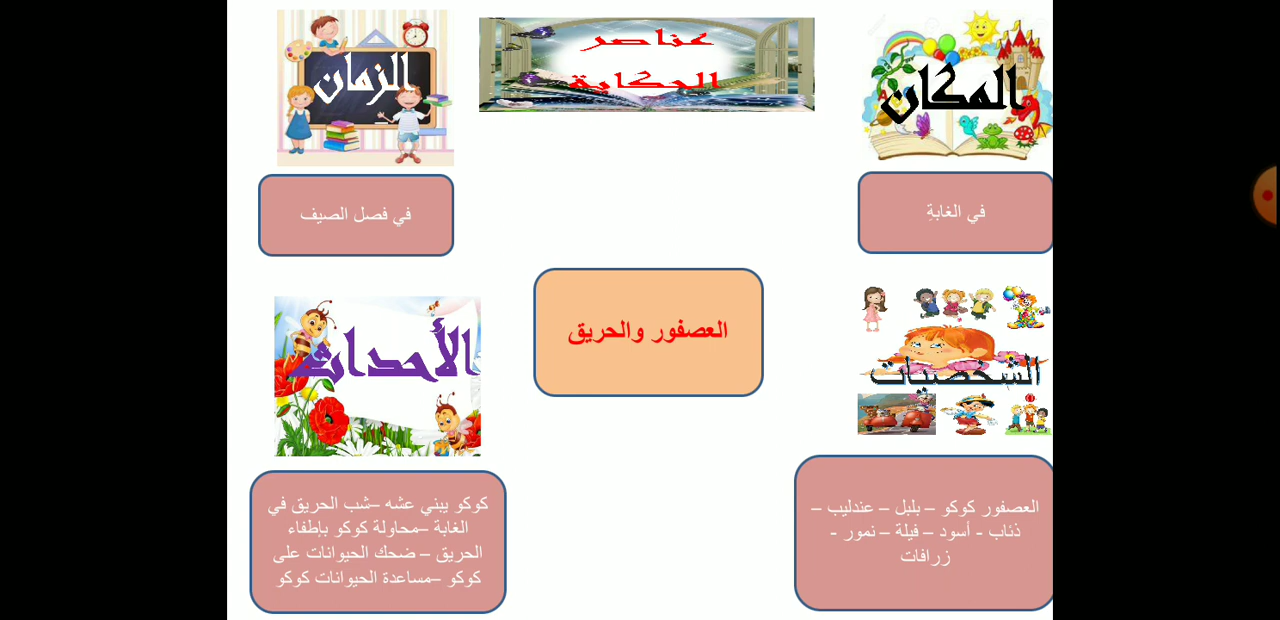 عناصر
الحكاية
المكان
الزمان
في الغابةِ
في فصل الصيف
العصفور والحريق
الشخصيات
الأحداث
العصفور كوكو – بلبل – عندليب –
ذئاب - أسود – فيلة – نمور -
زرافات
كوكو يبني عشه –شب الحريق في
الغابة –محاولة كوكو بإطفاء
الحريق – ضحك الحيوانات على
كوكو –مساعدة الحيوانات كوكو